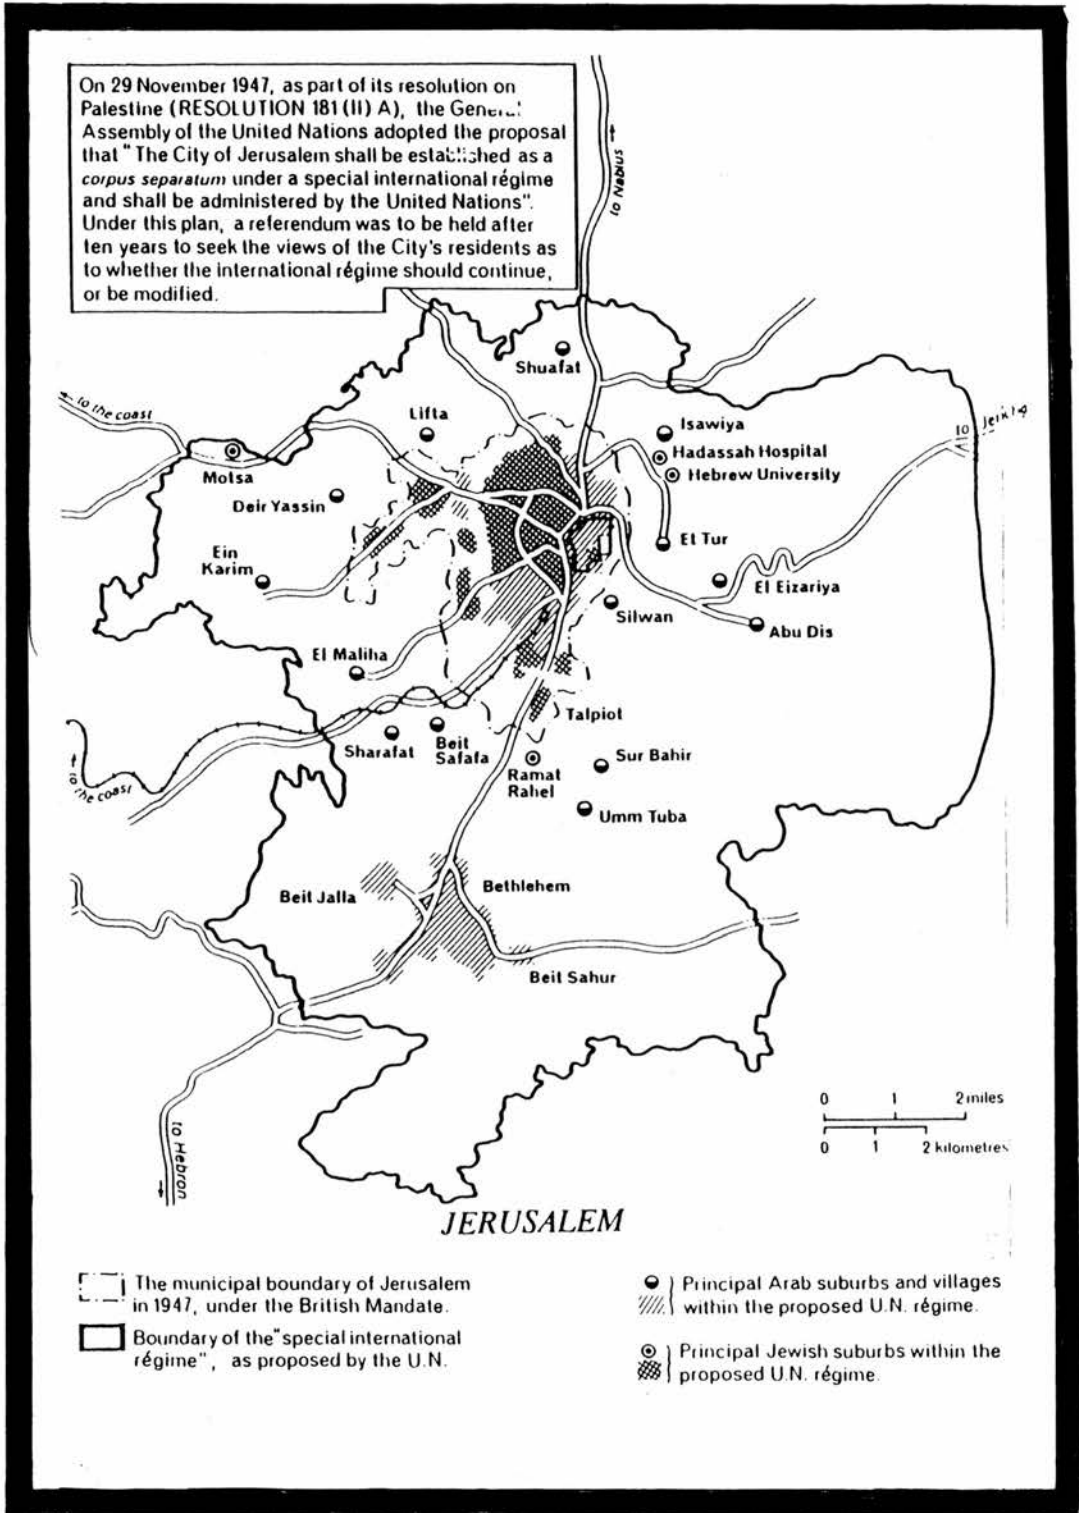 On 29 November 1947, as part of its resolution on
Palestine (RESOLUTION 181 (II) A), the General
Assembly of the United Nations adopted the proposal
that "The City of Jerusalem shall be established as a
corpus separatum under a special international régime
and shall be administered by the United Nations".
Under this plan, a referendum was to be held after
ten years to seek the views of the City's residents as
to whether the international régime should continue,
or be modified.
to Nablus
Shuafat
to the coast
Lifta
Isawiya
to Jericho
Hadassah Hospital
Motsa
Hebrew University
Deir Yassin
El Tur
Ein
Karim
El Eizariya
Silwan
Abu Dis
El Maliha
Talpiot
Sharafat
Beit
Safafa
Sur Bahir
to the coast
Ramat
Rahel
Umm Tuba
Beit Jalla
Bethlehem
Beit Sahur
0 1 2 miles
0 1 2 kilometres
to Hebron
JERUSALEM
The municipal boundary of Jerusalem
in 1947, under the British Mandate.
Boundary of the "special international
régime", as proposed by the U.N.
Principal Arab suburbs and villages
within the proposed U.N. régime.
Principal Jewish suburbs within the
proposed U.N. régime.